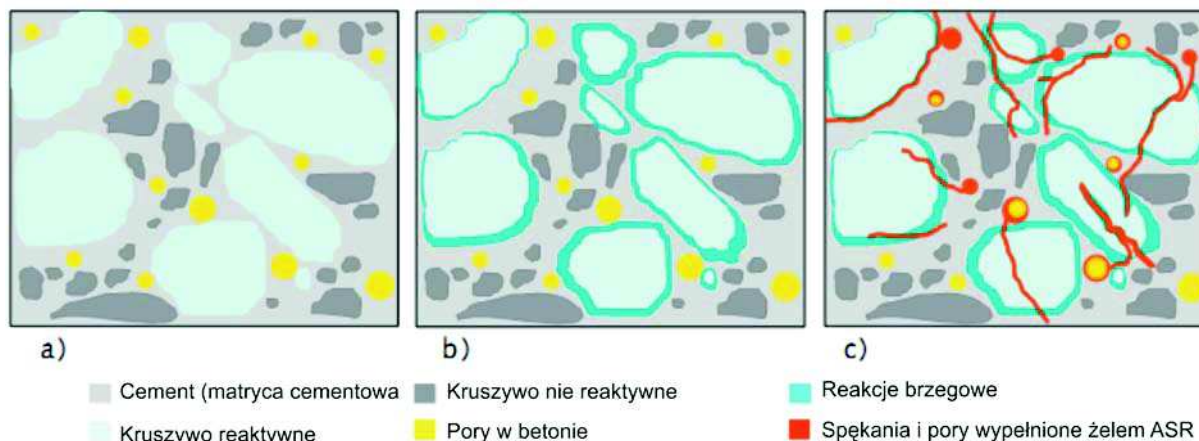 a)
b)
c)
Cement (matryca cementowa
Kruszywo nie reaktywne
Reakcje brzegowe
Kruszywo reaktywne
Pory w betonie
Spękania i pory wypełnione żelem ASR